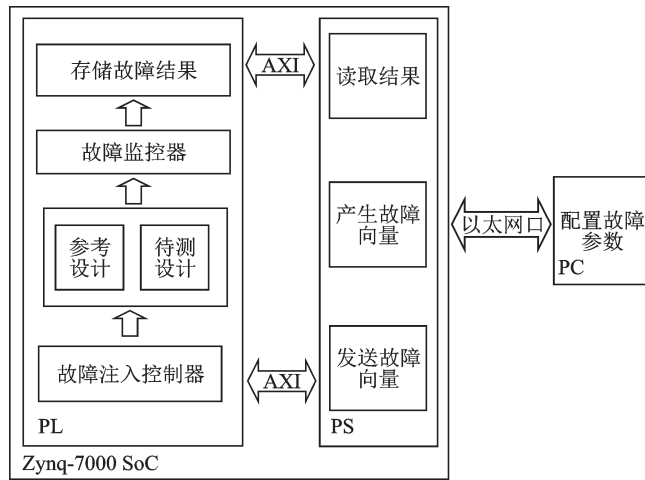 存储故障结果
故障监控器
参考
设计
待测
设计
故障注入控制器
PL
AXI
AXI
读取结果
产生故障
向量
发送故障
向量
PS
Zynq-7000 SoC
以太网口
配置故障
参数
PC